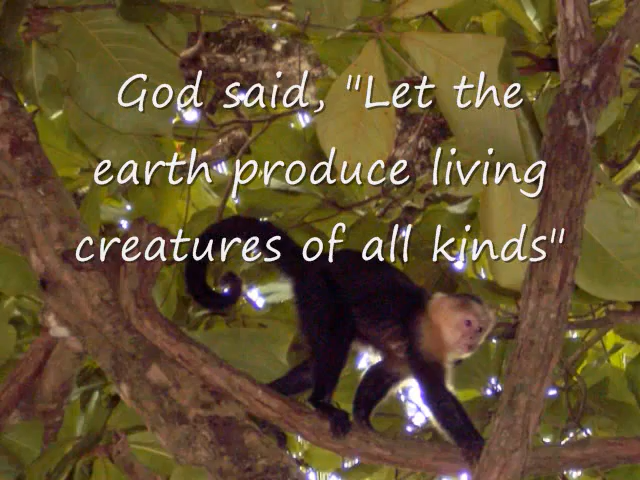 God said, "Let the
earth produce living
creatures of all kinds"